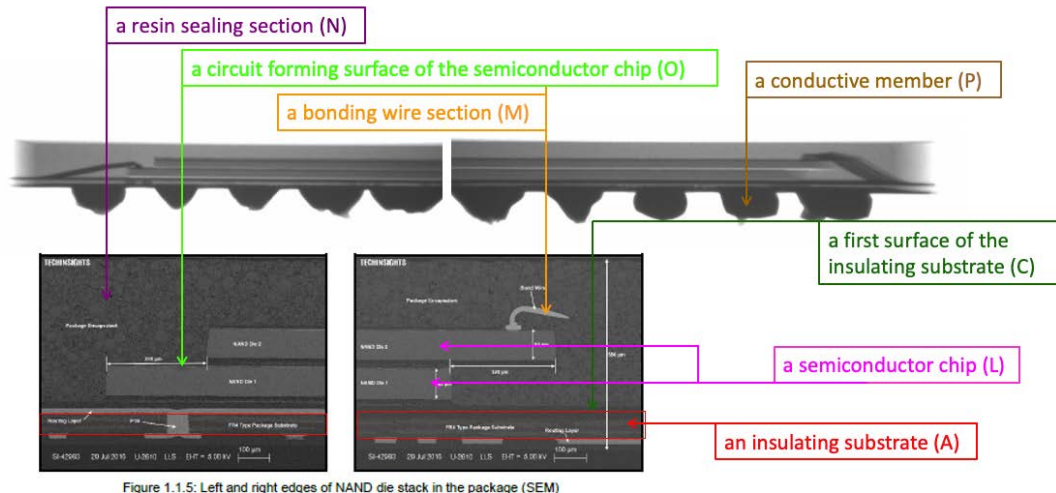 a resin sealing section (N)
a circuit forming surface of the semiconductor chip (O)
a bonding wire section (M)
a conductive member (P)
a first surface of the
insulating substrate (C)
a semiconductor chip (L)
an insulating substrate (A)
TECHINSIGHTS
Package Encapsulant
NAND Die 2
NAND Die 1
Routing Layer
PTH
FR4 Type Package Substrate
100 µm
SI-42983 20 Jul 2016 U-2610 LLS EHT = 5.00 kV
TECHINSIGHTS
Bond Wire
Package Encapsulant
NAND Die 2
NAND Die 1
FR4 Type Package Substrate
Routing Layer
100 µm
SI-42983 20 Jul 2016 U-2610 LLS EHT = 5.00 kV
Figure 1.1.5: Left and right edges of NAND die stack in the package (SEM)